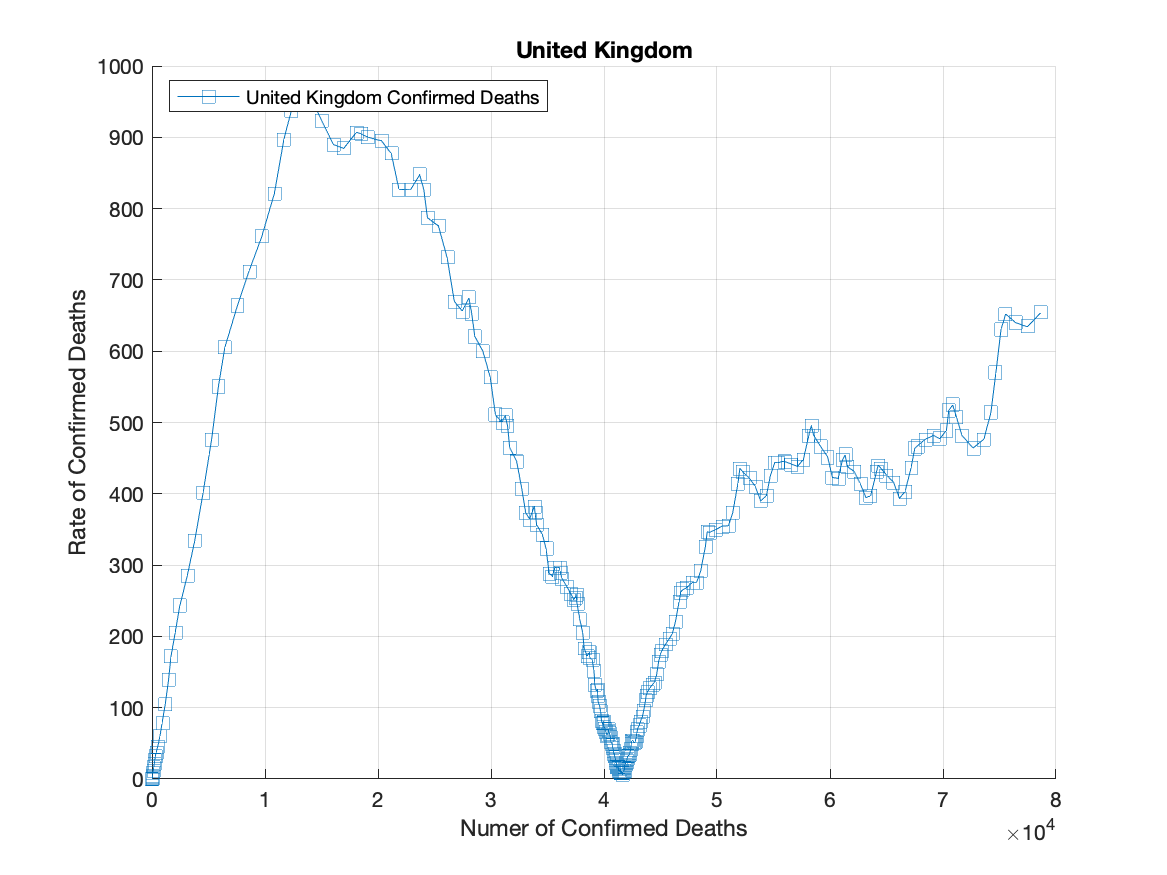 United Kingdom
United Kingdom Confirmed Deaths
Rate of Confirmed Deaths
1000
900
800
700
600
500
400
300
200
100
0
0 1 2 3 4 5 6 7 8
×10^4
Numer of Confirmed Deaths